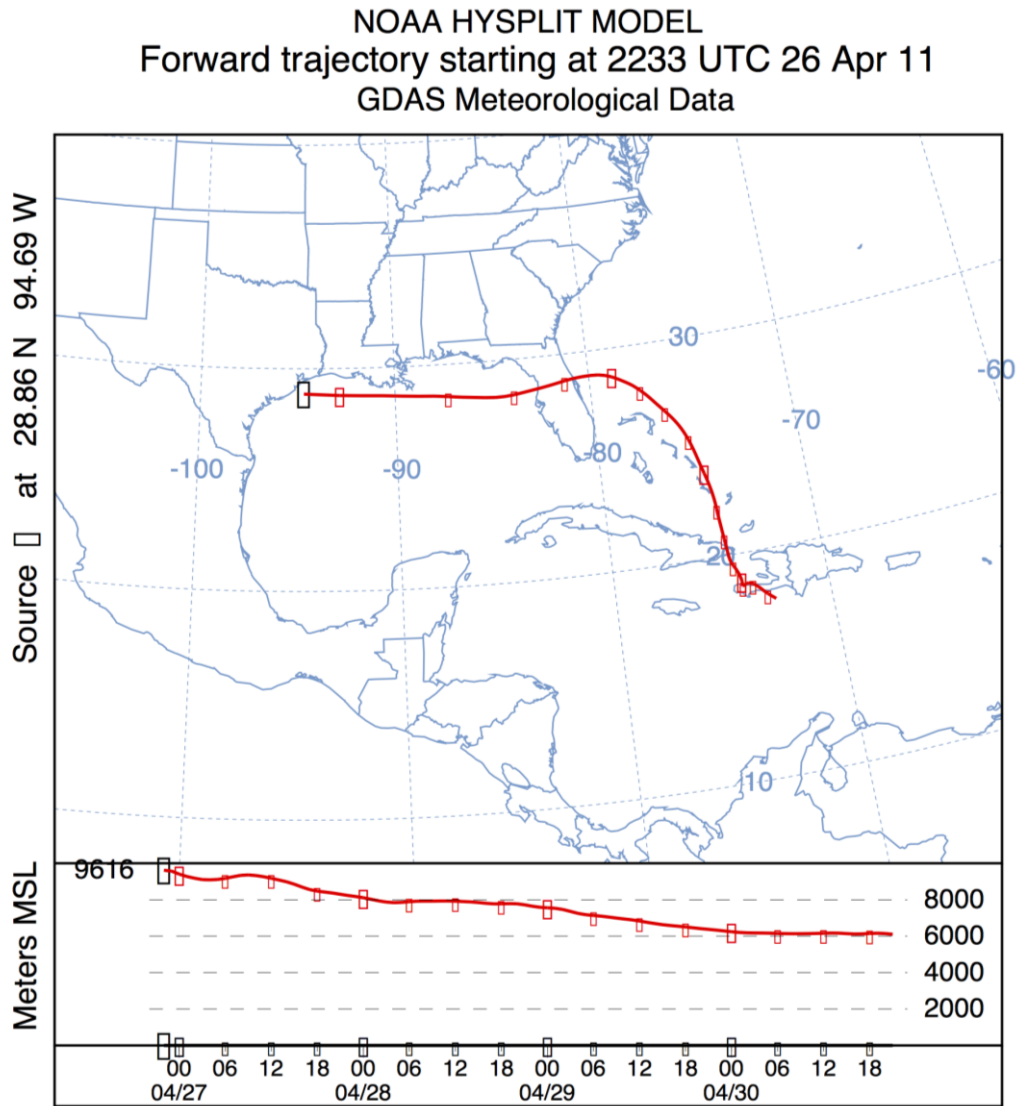 NOAA HYSPLIT MODEL
Forward trajectory starting at 2233 UTC 26 Apr 11
GDAS Meteorological Data
Source ▯ at 28.86 N 94.69 W
30
-60
-70
-80
-100
-90
20
10
Meters MSL
9616
8000
6000
4000
2000
00 06 12 18 00 06 12 18 00 06 12 18 00 06 12 18
04/27 04/28 04/29 04/30